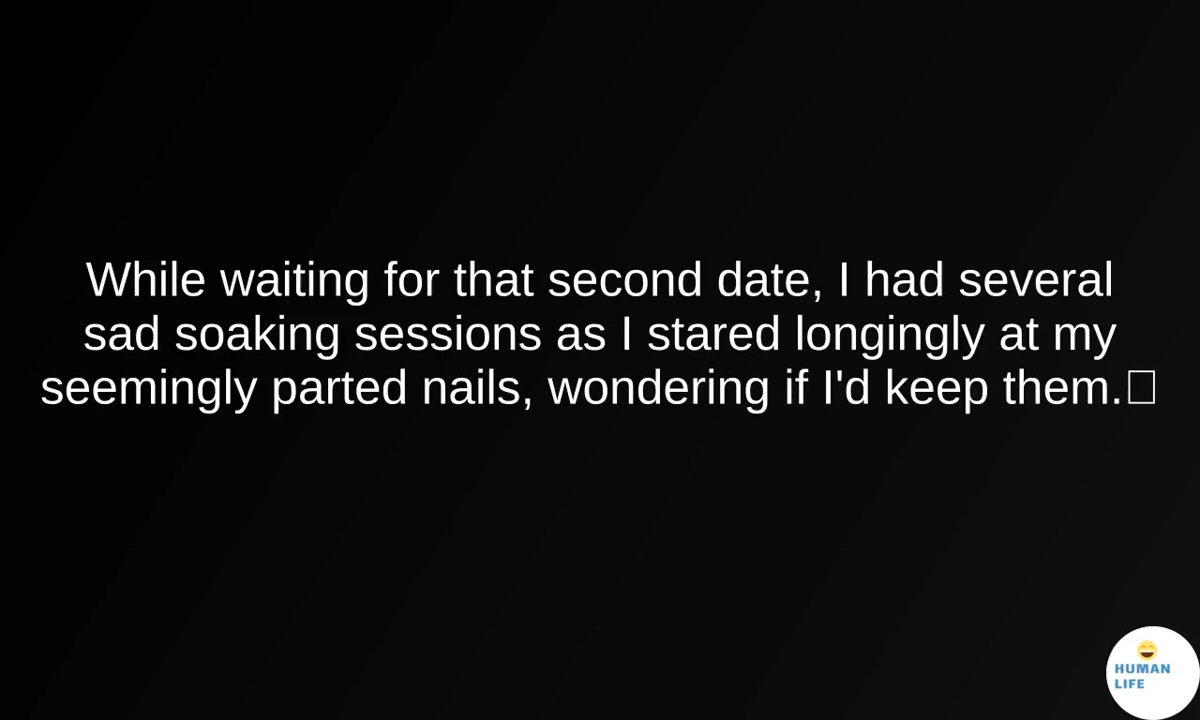 While waiting for that second date, I had several
sad soaking sessions as I stared longingly at my
seemingly parted nails, wondering if I'd keep them.
HUMAN
LIFE